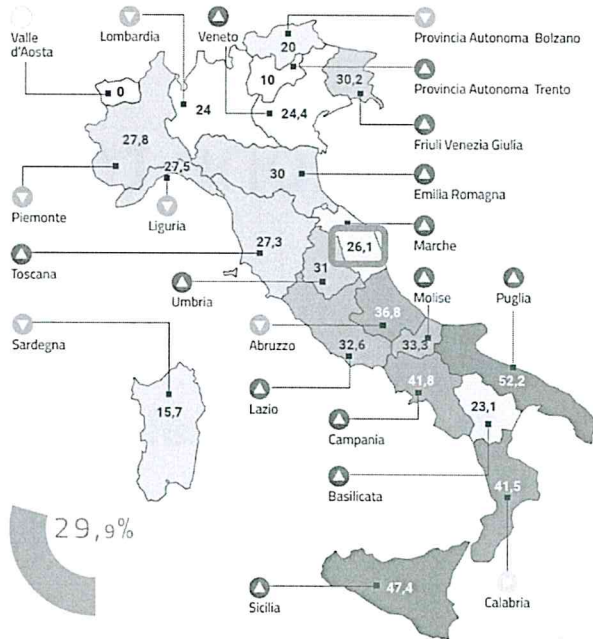 Valle
d'Aosta
Lombardia
Veneto
Provincia Autonoma Bolzano
20
Provincia Autonoma Trento
10
30,2
0
24
24,4
Friuli Venezia Giulia
27,8
27,5
30
Emilia Romagna
Piemonte
Liguria
Marche
27,3
26,1
Toscana
31
Umbria
Molise
Puglia
36,8
Sardegna
Abruzzo
32,6
33,3
15,7
Lazio
41,8
52,2
23,1
Campania
Basilicata
41,5
29,9%
Sicilia
47,4
Calabria